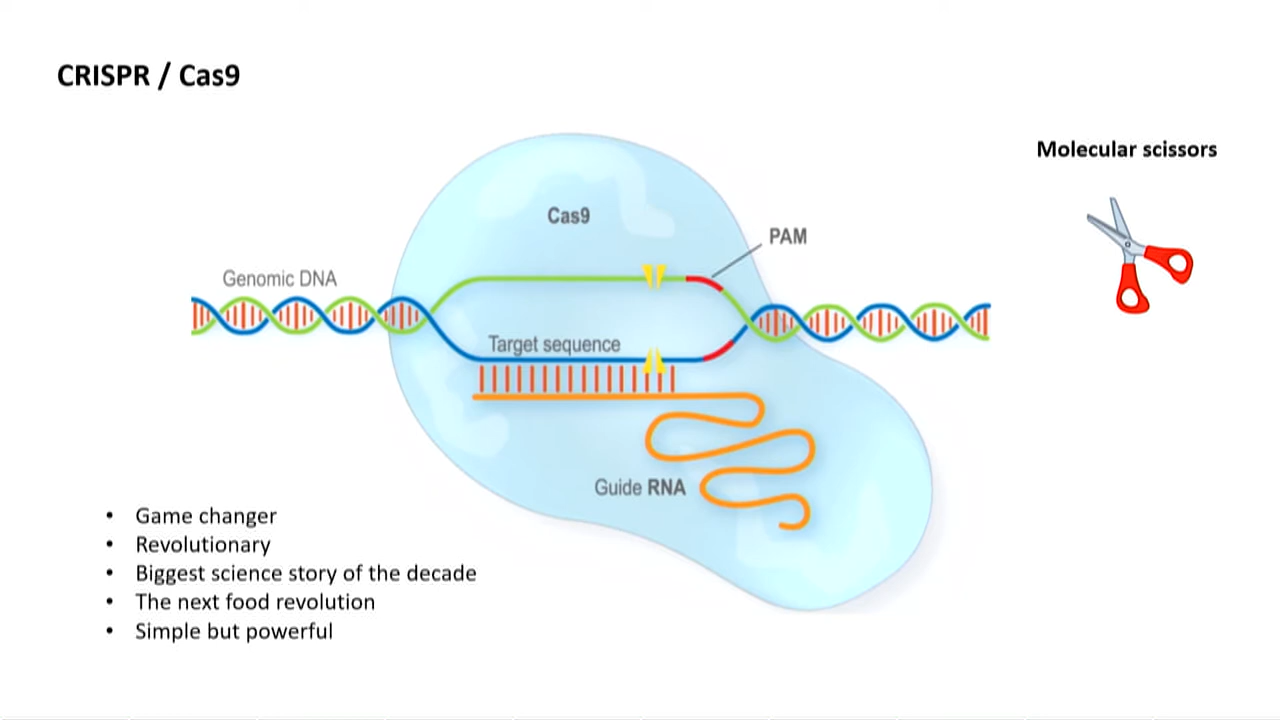 CRISPR / Cas9
Molecular scissors
Cas9
PAM
Genomic DNA
Target sequence
Guide RNA
• Game changer
• Revolutionary
• Biggest science story of the decade
• The next food revolution
• Simple but powerful